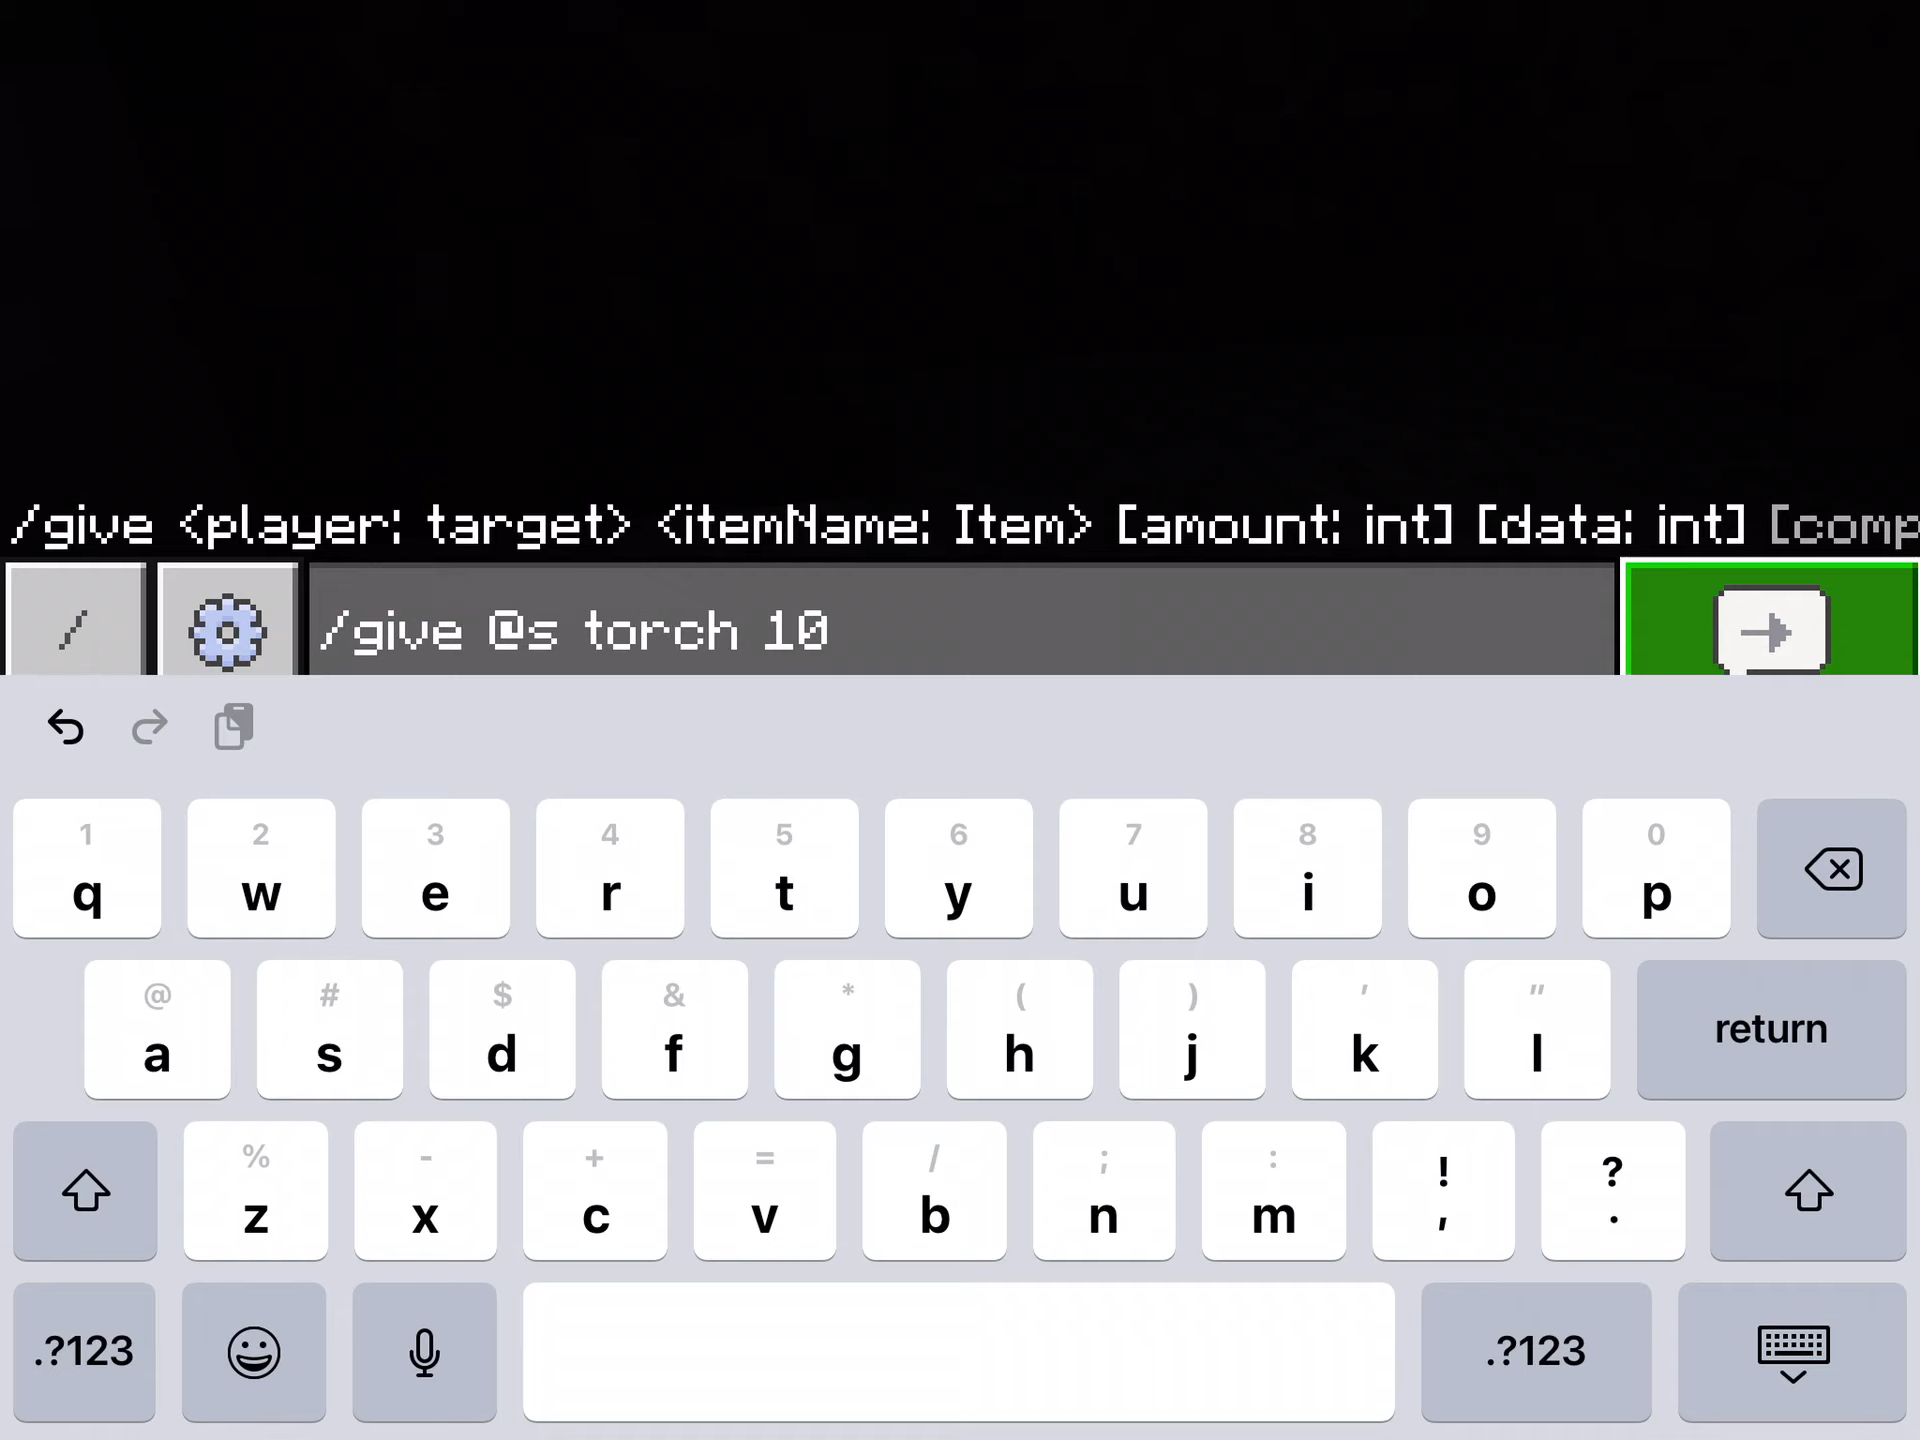 /give <player: target> <itemName: Item> [amount: int] [data: int] [comp
/ /give @s torch 10
1 2 3 4 5 6 7 8 9 0
q w e r t y u i o p
@ # $ & * ( ) ' "
a s d f g h j k l return
% - + = / ; : ! ?
z x c v b n m , .
.?123 .?123